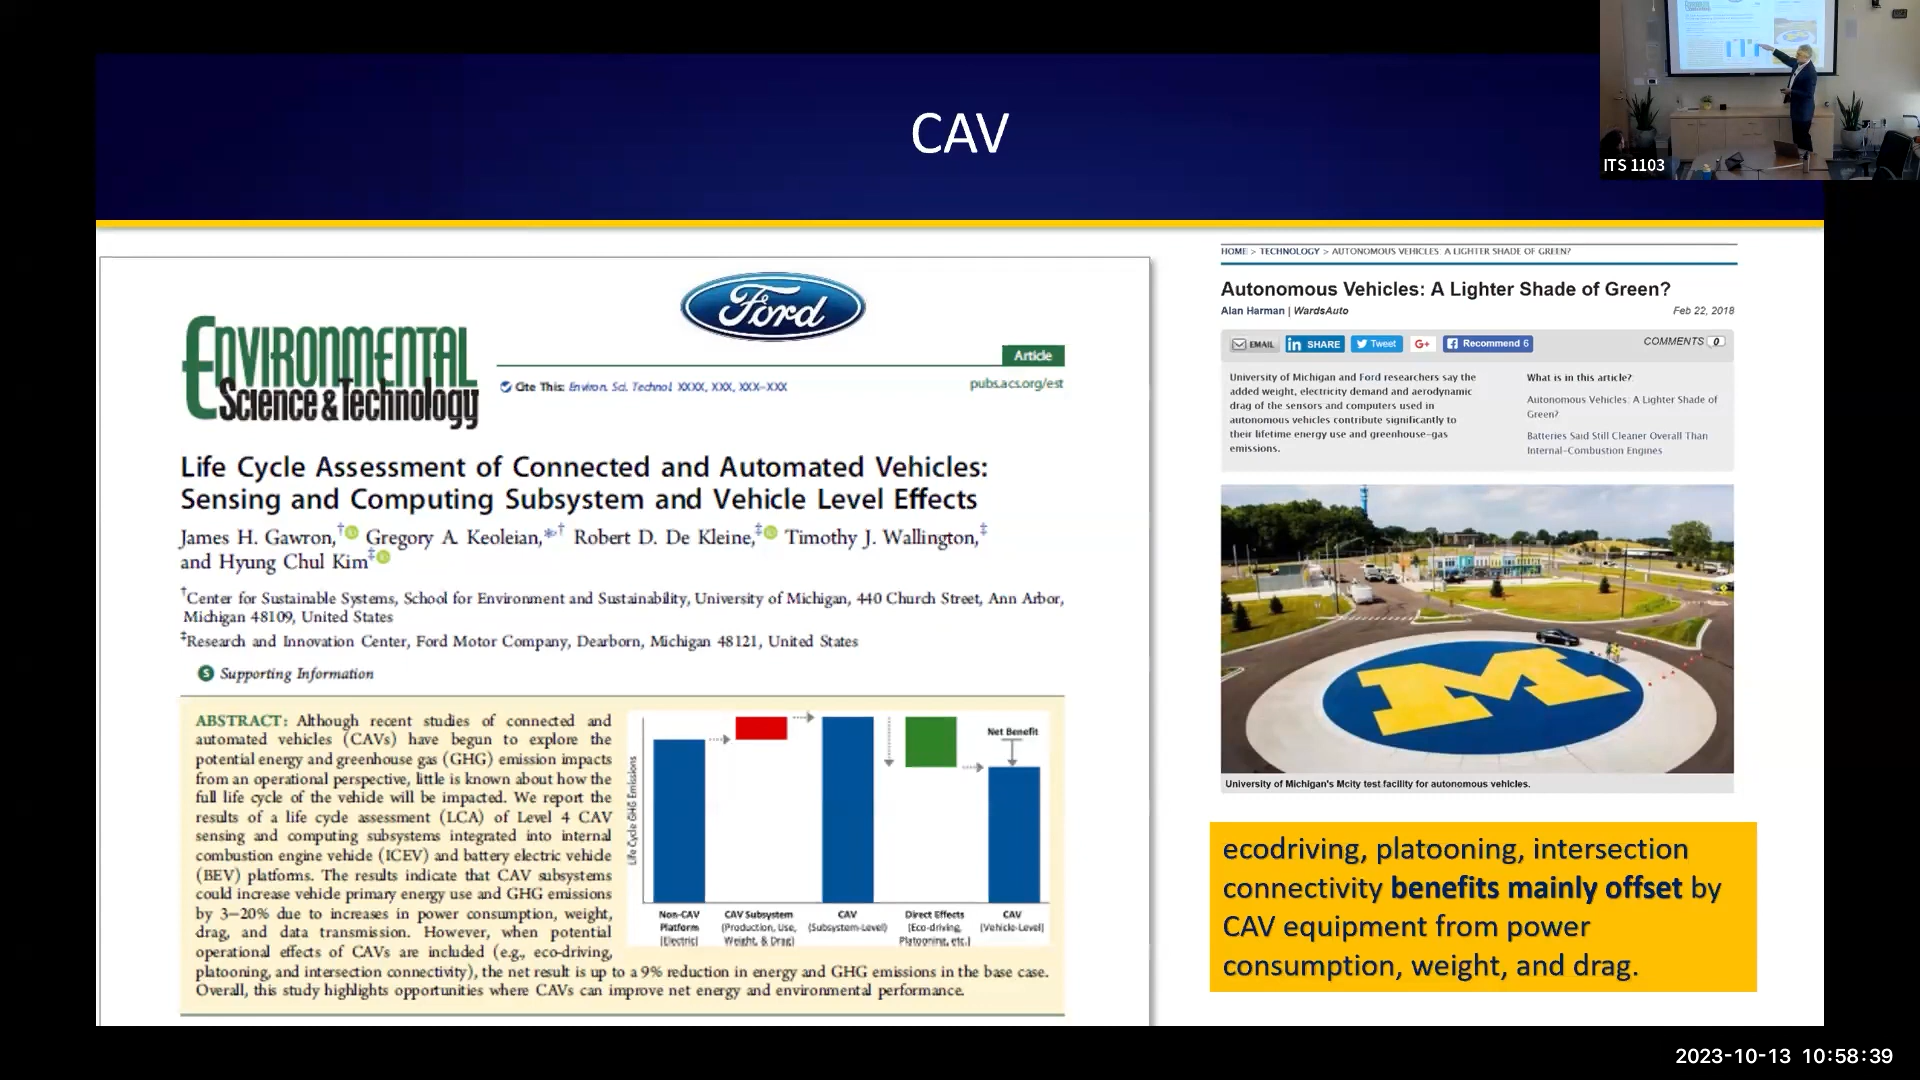 CAV
ITS 1103
Ford
ENVIRONMENTAL
Science & Technology
Article
Cite This: Environ. Sci. Technol. XXXX, XXX, XXX−XXX
pubs.acs.org/est
Life Cycle Assessment of Connected and Automated Vehicles:
Sensing and Computing Subsystem and Vehicle Level Effects
James H. Gawron,† Gregory A. Keoleian,*† Robert D. De Kleine,‡ Timothy J. Wallington,‡
and Hyung Chul Kim‡
†Center for Sustainable Systems, School for Environment and Sustainability, University of Michigan, 440 Church Street, Ann Arbor,
Michigan 48109, United States
‡Research and Innovation Center, Ford Motor Company, Dearborn, Michigan 48121, United States
S Supporting Information
ABSTRACT: Although recent studies of connected and
automated vehicles (CAVs) have begun to explore the
potential energy and greenhouse gas (GHG) emission impacts
from an operational perspective, little is known about how the
full life cycle of the vehicle will be impacted. We report the
results of a life cycle assessment (LCA) of Level 4 CAV
sensing and computing subsystems integrated into internal
combustion engine vehicle (ICEV) and battery electric vehicle
(BEV) platforms. The results indicate that CAV subsystems
could increase vehicle primary energy use and GHG emissions
by 3−20% due to increases in power consumption, weight,
drag, and data transmission. However, when potential
operational effects of CAVs are included (e.g., eco-driving,
platooning, and intersection connectivity), the net result is up to a 9% reduction in energy and GHG emissions in the base case.
Overall, this study highlights opportunities where CAVs can improve net energy and environmental performance.
Life Cycle GHG Emissions
Net Benefit
Non-CAV
Platform
(Electric)
CAV Subsystem
(Production, Use,
Weight, & Drag)
CAV
(Subsystem-Level)
Direct Effects
(Eco-driving,
Platooning, etc.)
CAV
(Vehicle-Level)
HOME > TECHNOLOGY > AUTONOMOUS VEHICLES: A LIGHTER SHADE OF GREEN?
Autonomous Vehicles: A Lighter Shade of Green?
Alan Harman | WardsAuto
Feb 22, 2018
EMAIL
in SHARE
Tweet
G+
Recommend 6
COMMENTS 0
University of Michigan and Ford researchers say the
added weight, electricity demand and aerodynamic
drag of the sensors and computers used in
autonomous vehicles contribute significantly to
their lifetime energy use and greenhouse-gas
emissions.
What is in this article?
Autonomous Vehicles: A Lighter Shade of
Green?
Batteries Said Still Cleaner Overall Than
Internal-Combustion Engines
M
University of Michigan's Mcity test facility for autonomous vehicles.
ecodriving, platooning, intersection
connectivity benefits mainly offset by
CAV equipment from power
consumption, weight, and drag.
2023-10-13 10:58:39